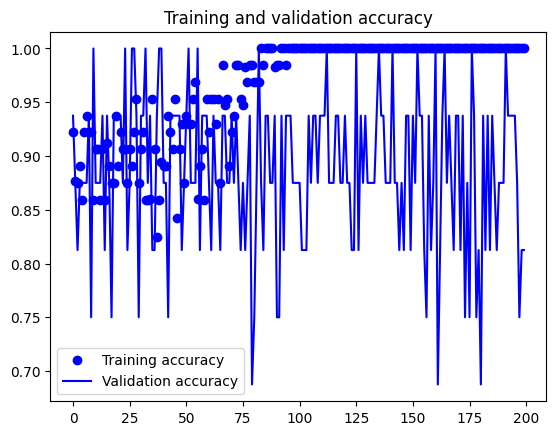 Training and validation accuracy
1.00
0.95
0.90
0.85
0.80
0.75
0.70
Training accuracy
Validation accuracy
0 25 50 75 100 125 150 175 200